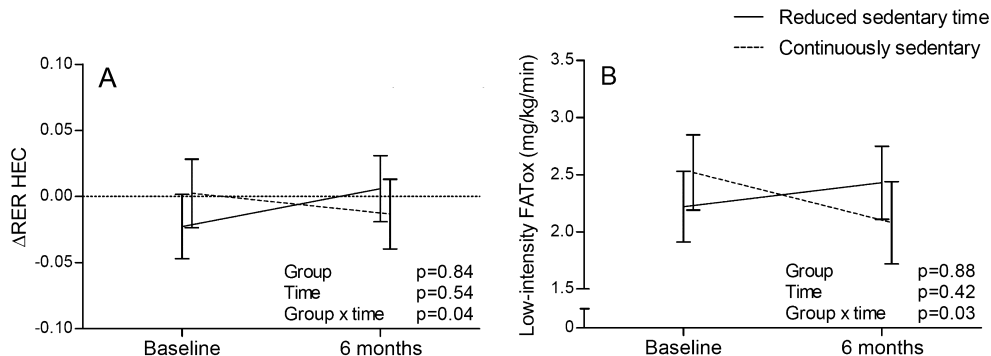 Reduced sedentary time
Continuously sedentary
A
ΔRER HEC
0.10
0.05
0.00
-0.05
-0.10
Group p=0.84
Time p=0.54
Group x time p=0.04
Baseline 6 months
B
Low-intensity FATox (mg/kg/min)
3.5
3.0
2.5
2.0
1.5
0
Group p=0.88
Time p=0.42
Group x time p=0.03
Baseline 6 months